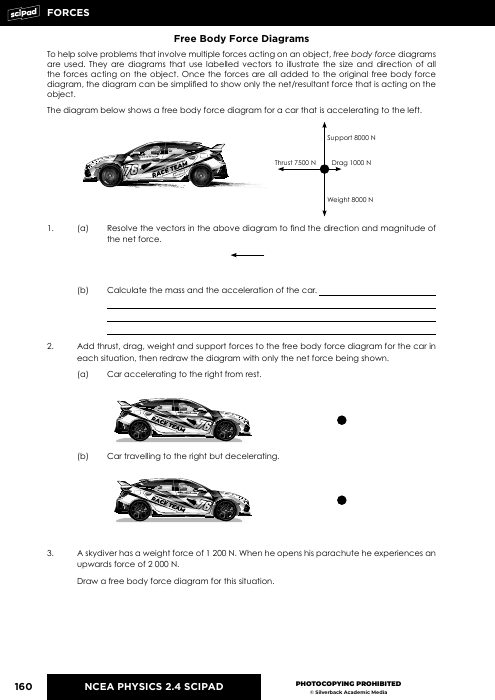 scipad FORCES
Free Body Force Diagrams
To help solve problems that involve multiple forces acting on an object, free body force diagrams
are used. They are diagrams that use labelled vectors to illustrate the size and direction of all
the forces acting on the object. Once the forces are all added to the original free body force
diagram, the diagram can be simplified to show only the net/resultant force that is acting on the
object.
The diagram below shows a free body force diagram for a car that is accelerating to the left.
Support 8000 N
Thrust 7500 N Drag 1000 N
75 RACE TEAM
Weight 8000 N
1. (a) Resolve the vectors in the above diagram to find the direction and magnitude of
the net force.
(b) Calculate the mass and the acceleration of the car.
2. Add thrust, drag, weight and support forces to the free body force diagram for the car in
each situation, then redraw the diagram with only the net force being shown.
(a) Car accelerating to the right from rest.
RACE TEAM 75
(b) Car travelling to the right but decelerating.
RACE TEAM 75
3. A skydiver has a weight force of 1 200 N. When he opens his parachute he experiences an
upwards force of 2 000 N.
Draw a free body force diagram for this situation.
160 NCEA PHYSICS 2.4 SCIPAD
PHOTOCOPYING PROHIBITED
© Silverback Academic Media